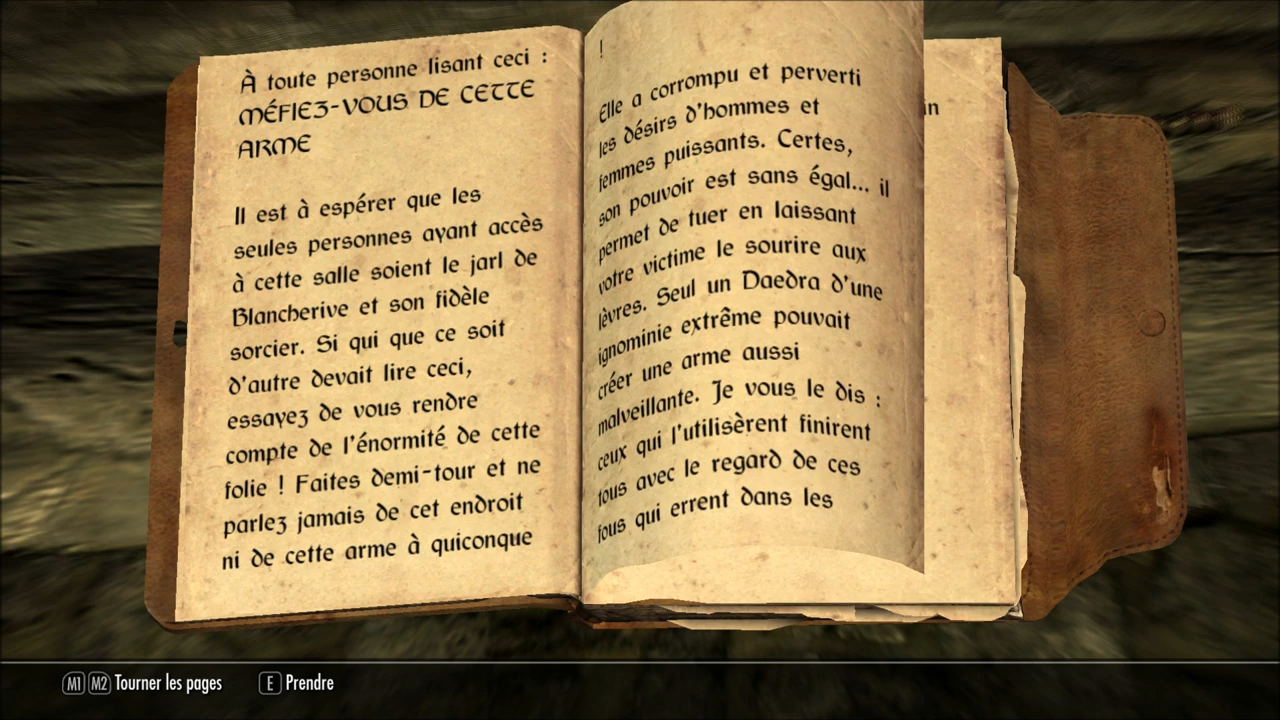 À toute personne lisant ceci :
MÉFIEZ-VOUS DE CETTE
ARME
Il est à espérer que les
seules personnes ayant accès
à cette salle soient le jarl de
Blancherive et son fidèle
sorcier. Si qui que ce soit
d'autre devait lire ceci,
essayez de vous rendre
compte de l'énormité de cette
folie ! Faites demi-tour et ne
parlez jamais de cet endroit
ni de cette arme à quiconque
!
Elle a corrompu et perverti
les désirs d'hommes et
femmes puissants. Certes,
son pouvoir est sans égal... il
permet de tuer en laissant
votre victime le sourire aux
lèvres. Seul un Daedra d'une
ignominie extrême pouvait
créer une arme aussi
malveillante. Je vous le dis :
ceux qui l'utilisèrent finirent
tous avec le regard de ces
fous qui errent dans les
M1 M2 Tourner les pages E Prendre